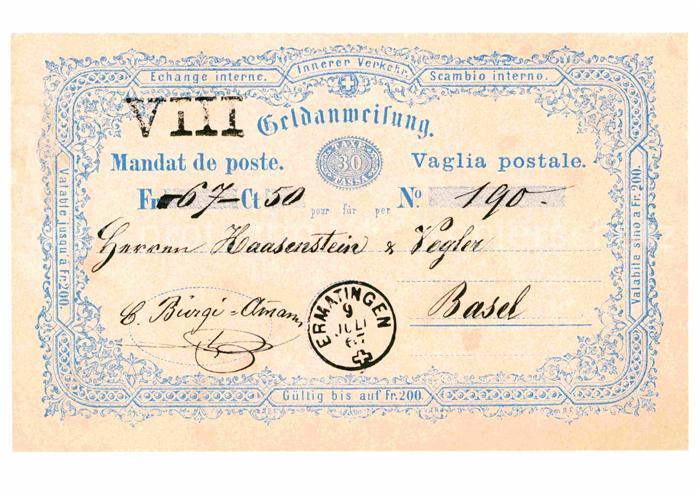 Echange interne. Innerer Verkehr Scambio interno.
VIII
Geldanweisung.
TAXE 30 TASSE
Mandat de poste. Vaglia postale.
Fr. 67 – Ct 50 No. 190.
pour für per
Herren Haasenstein & Vogler
Basel
C. Bürgi-Amann
ERMATINGEN
9
JULI
67
Valable jusqu'à Fr. 200.
Valabile sino a Fr. 200.
Gültig bis auf Fr. 200.